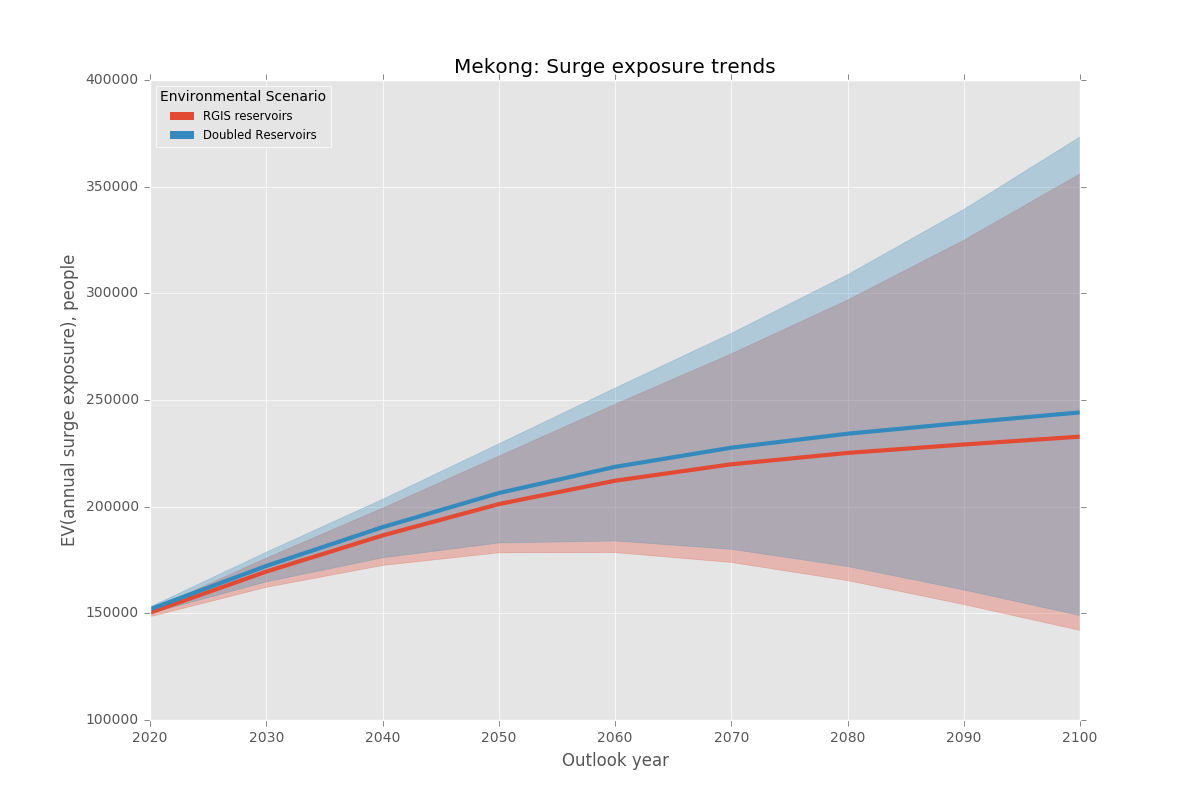 Mekong: Surge exposure trends
Environmental Scenario
RGIS reservoirs
Doubled Reservoirs
EV(annual surge exposure), people
400000
350000
300000
250000
200000
150000
100000
2020 2030 2040 2050 2060 2070 2080 2090 2100
Outlook year